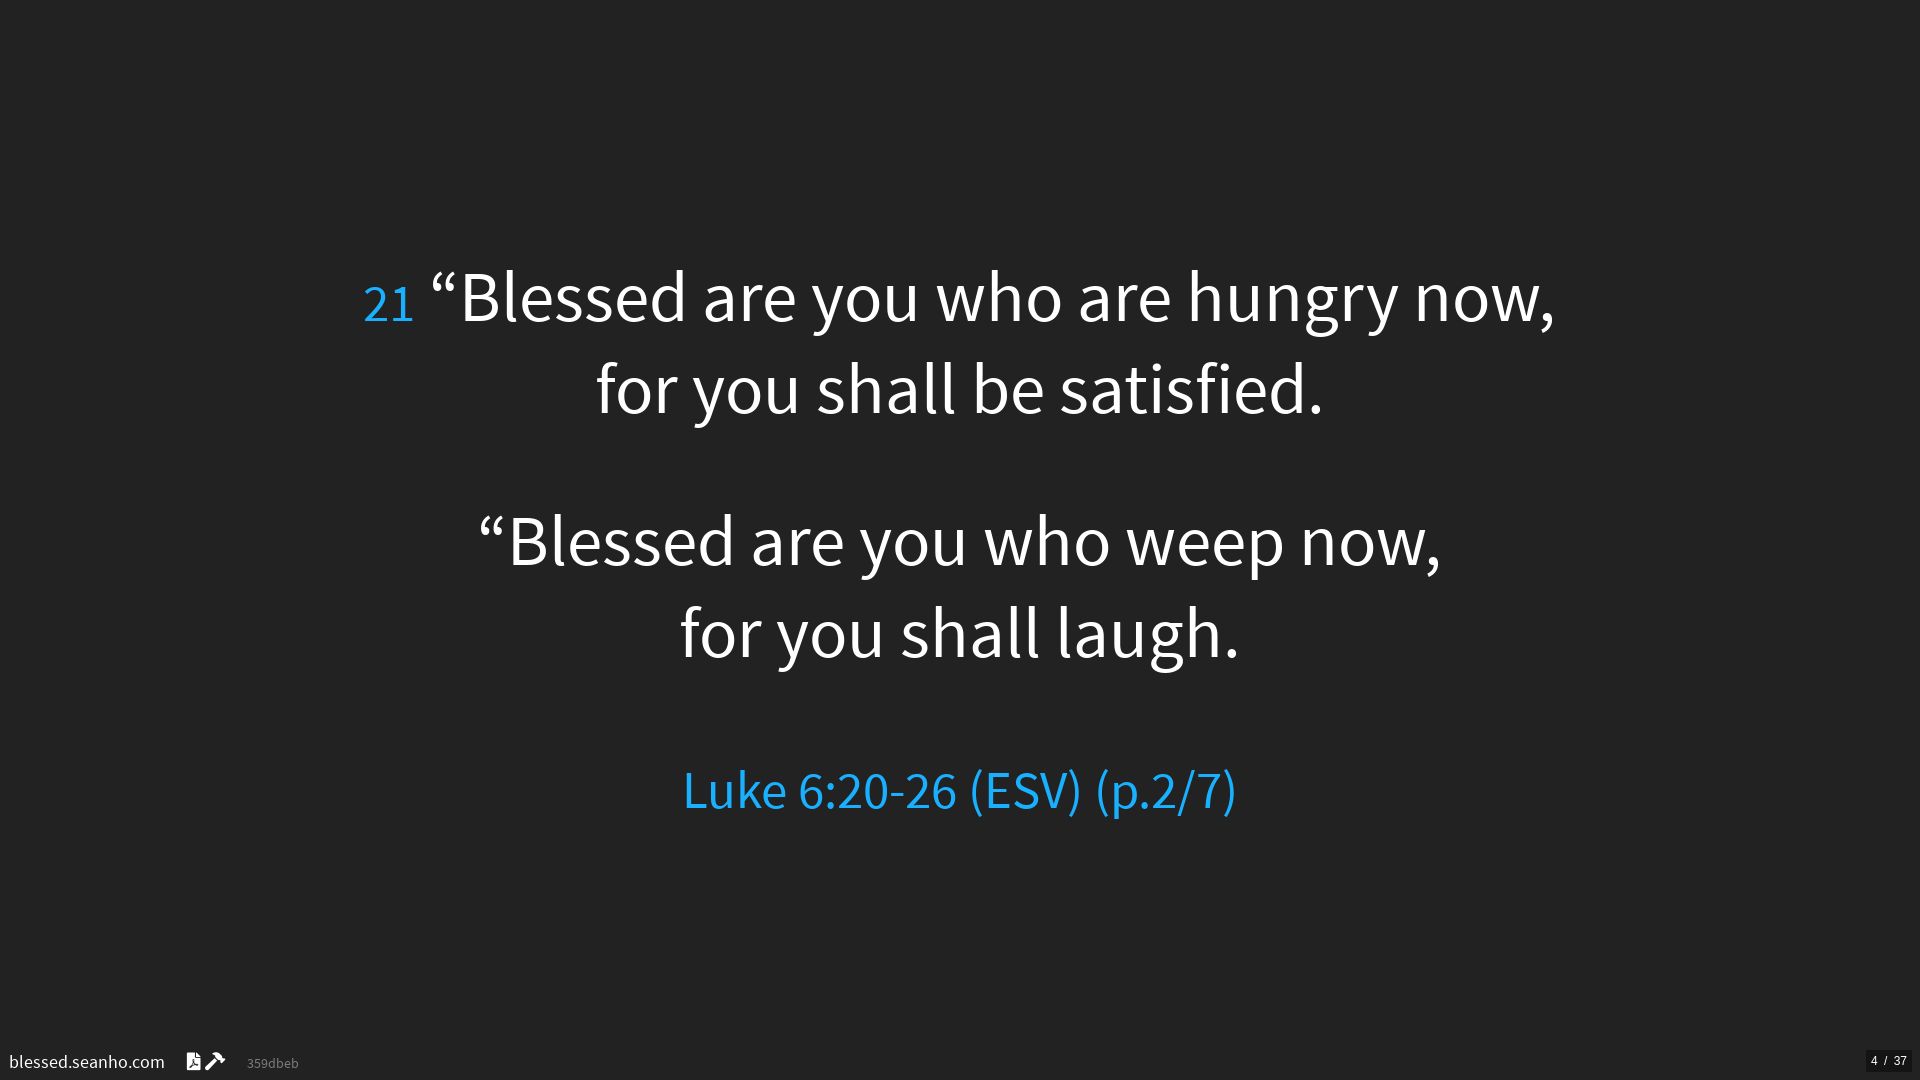 21 “Blessed are you who are hungry now,
for you shall be satisfied.
“Blessed are you who weep now,
for you shall laugh.
Luke 6:20-26 (ESV) (p.2/7)
blessed.seanho.com 359dbeb
4 / 37